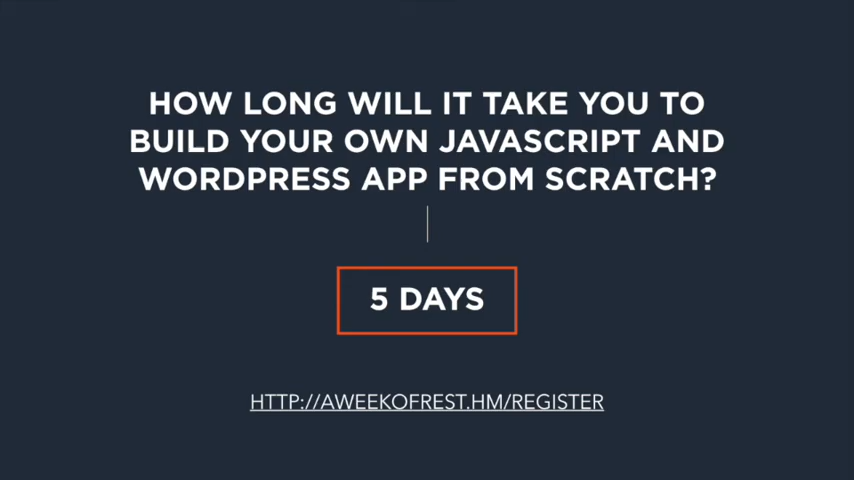 HOW LONG WILL IT TAKE YOU TO
BUILD YOUR OWN JAVASCRIPT AND
WORDPRESS APP FROM SCRATCH?
5 DAYS
HTTP://AWEEKOFREST.HM/REGISTER